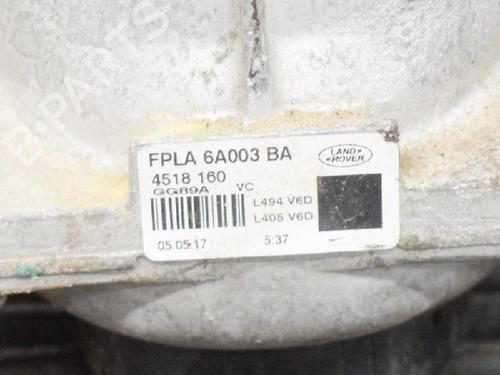 FPLA 6A003 BA
LAND
ROVER
4518 160
GG89A VC
L494 V6D
L405 V6D
05.05.17 5:37
B-PARTS